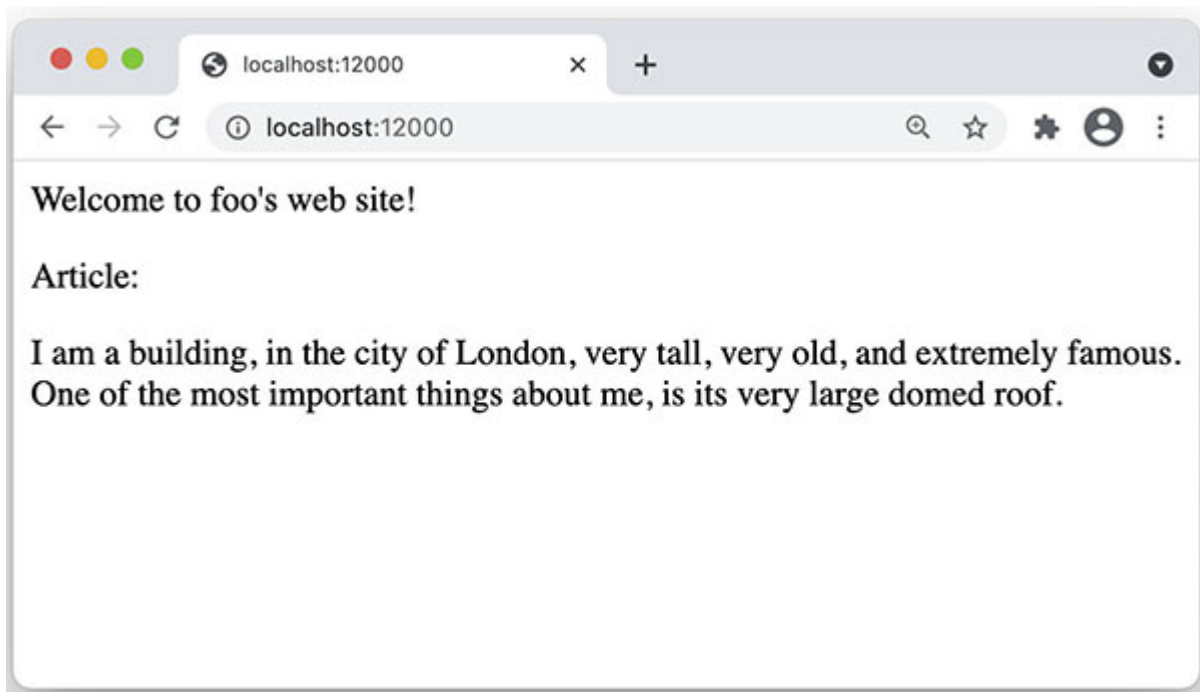 localhost:12000
localhost:12000
Welcome to foo's web site!
Article:
I am a building, in the city of London, very tall, very old, and extremely famous.
One of the most important things about me, is its very large domed roof.